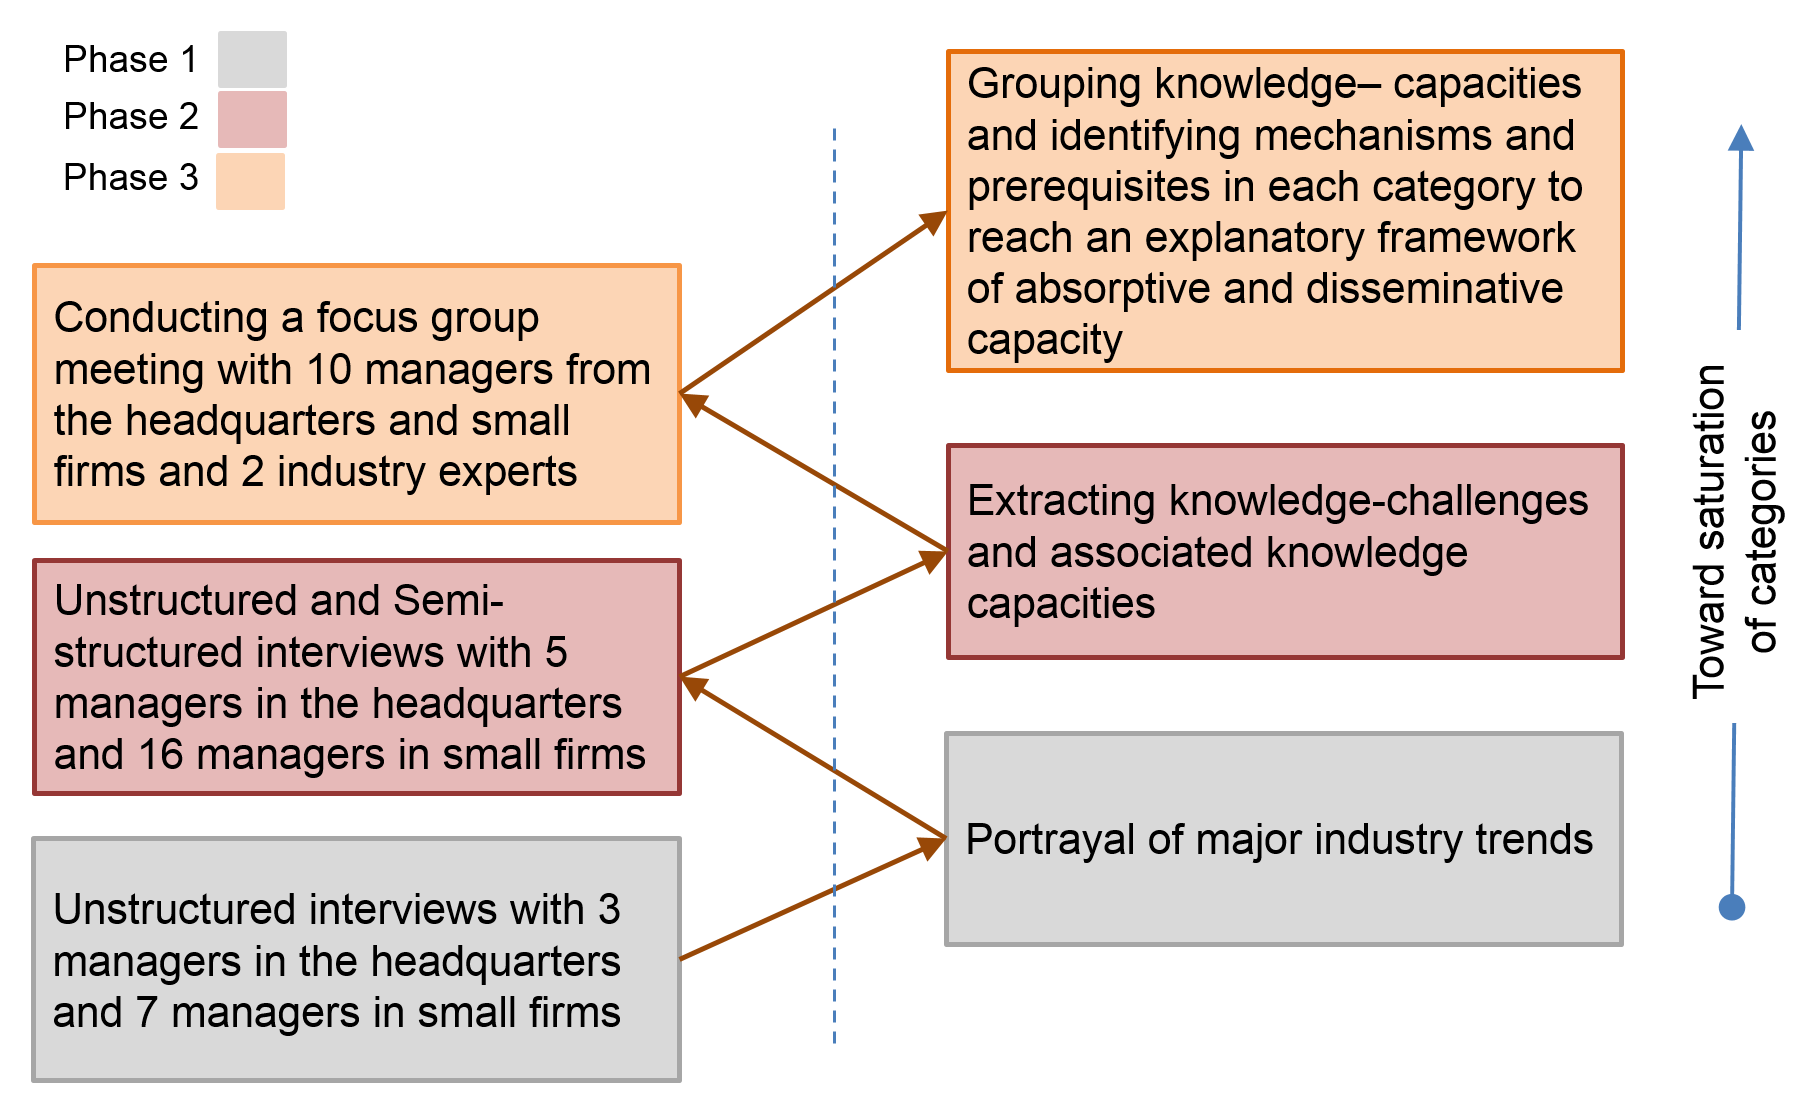 Phase 1
Phase 2
Phase 3
Conducting a focus group
meeting with 10 managers from
the headquarters and small
firms and 2 industry experts
Unstructured and Semi-
structured interviews with 5
managers in the headquarters
and 16 managers in small firms
Unstructured interviews with 3
managers in the headquarters
and 7 managers in small firms
Grouping knowledge– capacities
and identifying mechanisms and
prerequisites in each category to
reach an explanatory framework
of absorptive and disseminative
capacity
Extracting knowledge-challenges
and associated knowledge
capacities
Portrayal of major industry trends
Toward saturation
of categories